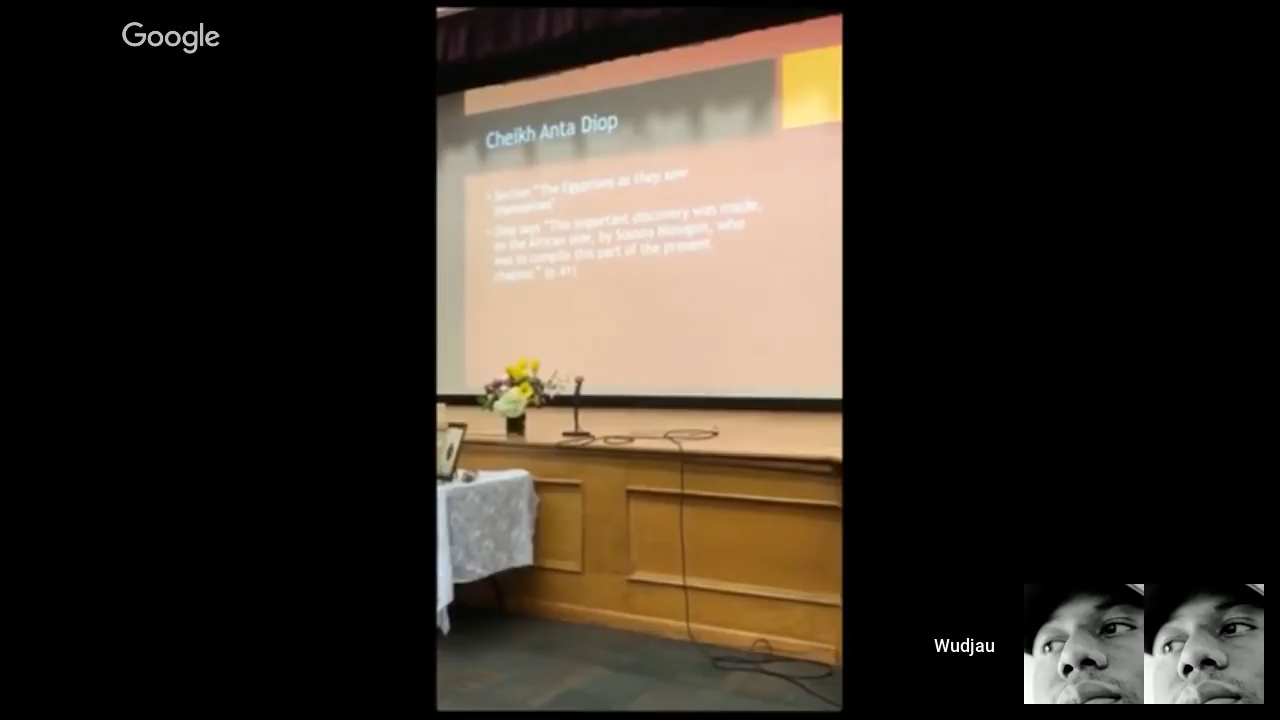 Google
Cheikh Anta Diop
• Section "The Egyptians as they saw
themselves"
• Diop says "This important discovery was made,
on the African side, by Sossou Nsougan, who
was to compile this part of the present
chapter." (p.41)
Wudjau